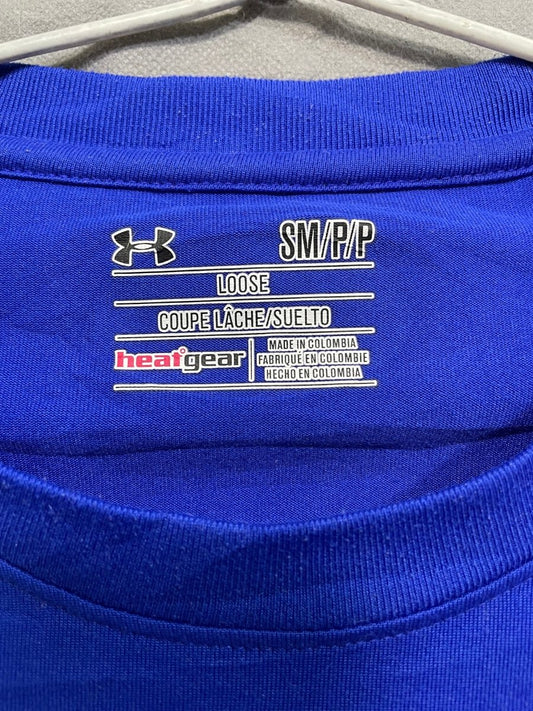 SM/P/P
LOOSE
COUPE LÂCHE/SUELTO
heatgear
MADE IN COLOMBIA
FABRIQUÉ EN COLOMBIE
HECHO EN COLOMBIA